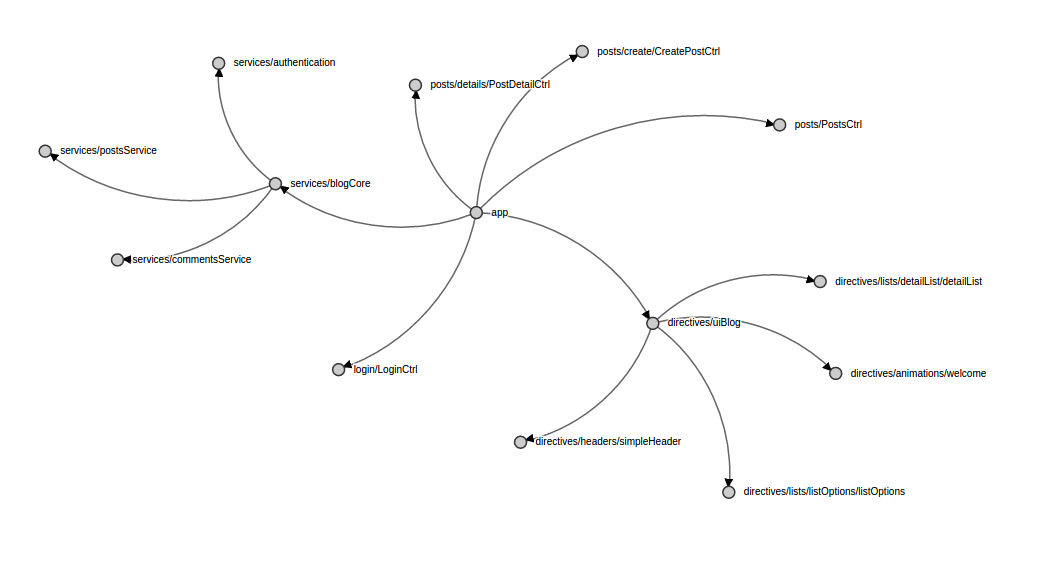 posts/create/CreatePostCtrl
services/authentication
posts/details/PostDetailCtrl
posts/PostsCtrl
services/postsService
services/blogCore
app
services/commentsService
directives/lists/detailList/detailList
directives/uiBlog
login/LoginCtrl
directives/animations/welcome
directives/headers/simpleHeader
directives/lists/listOptions/listOptions